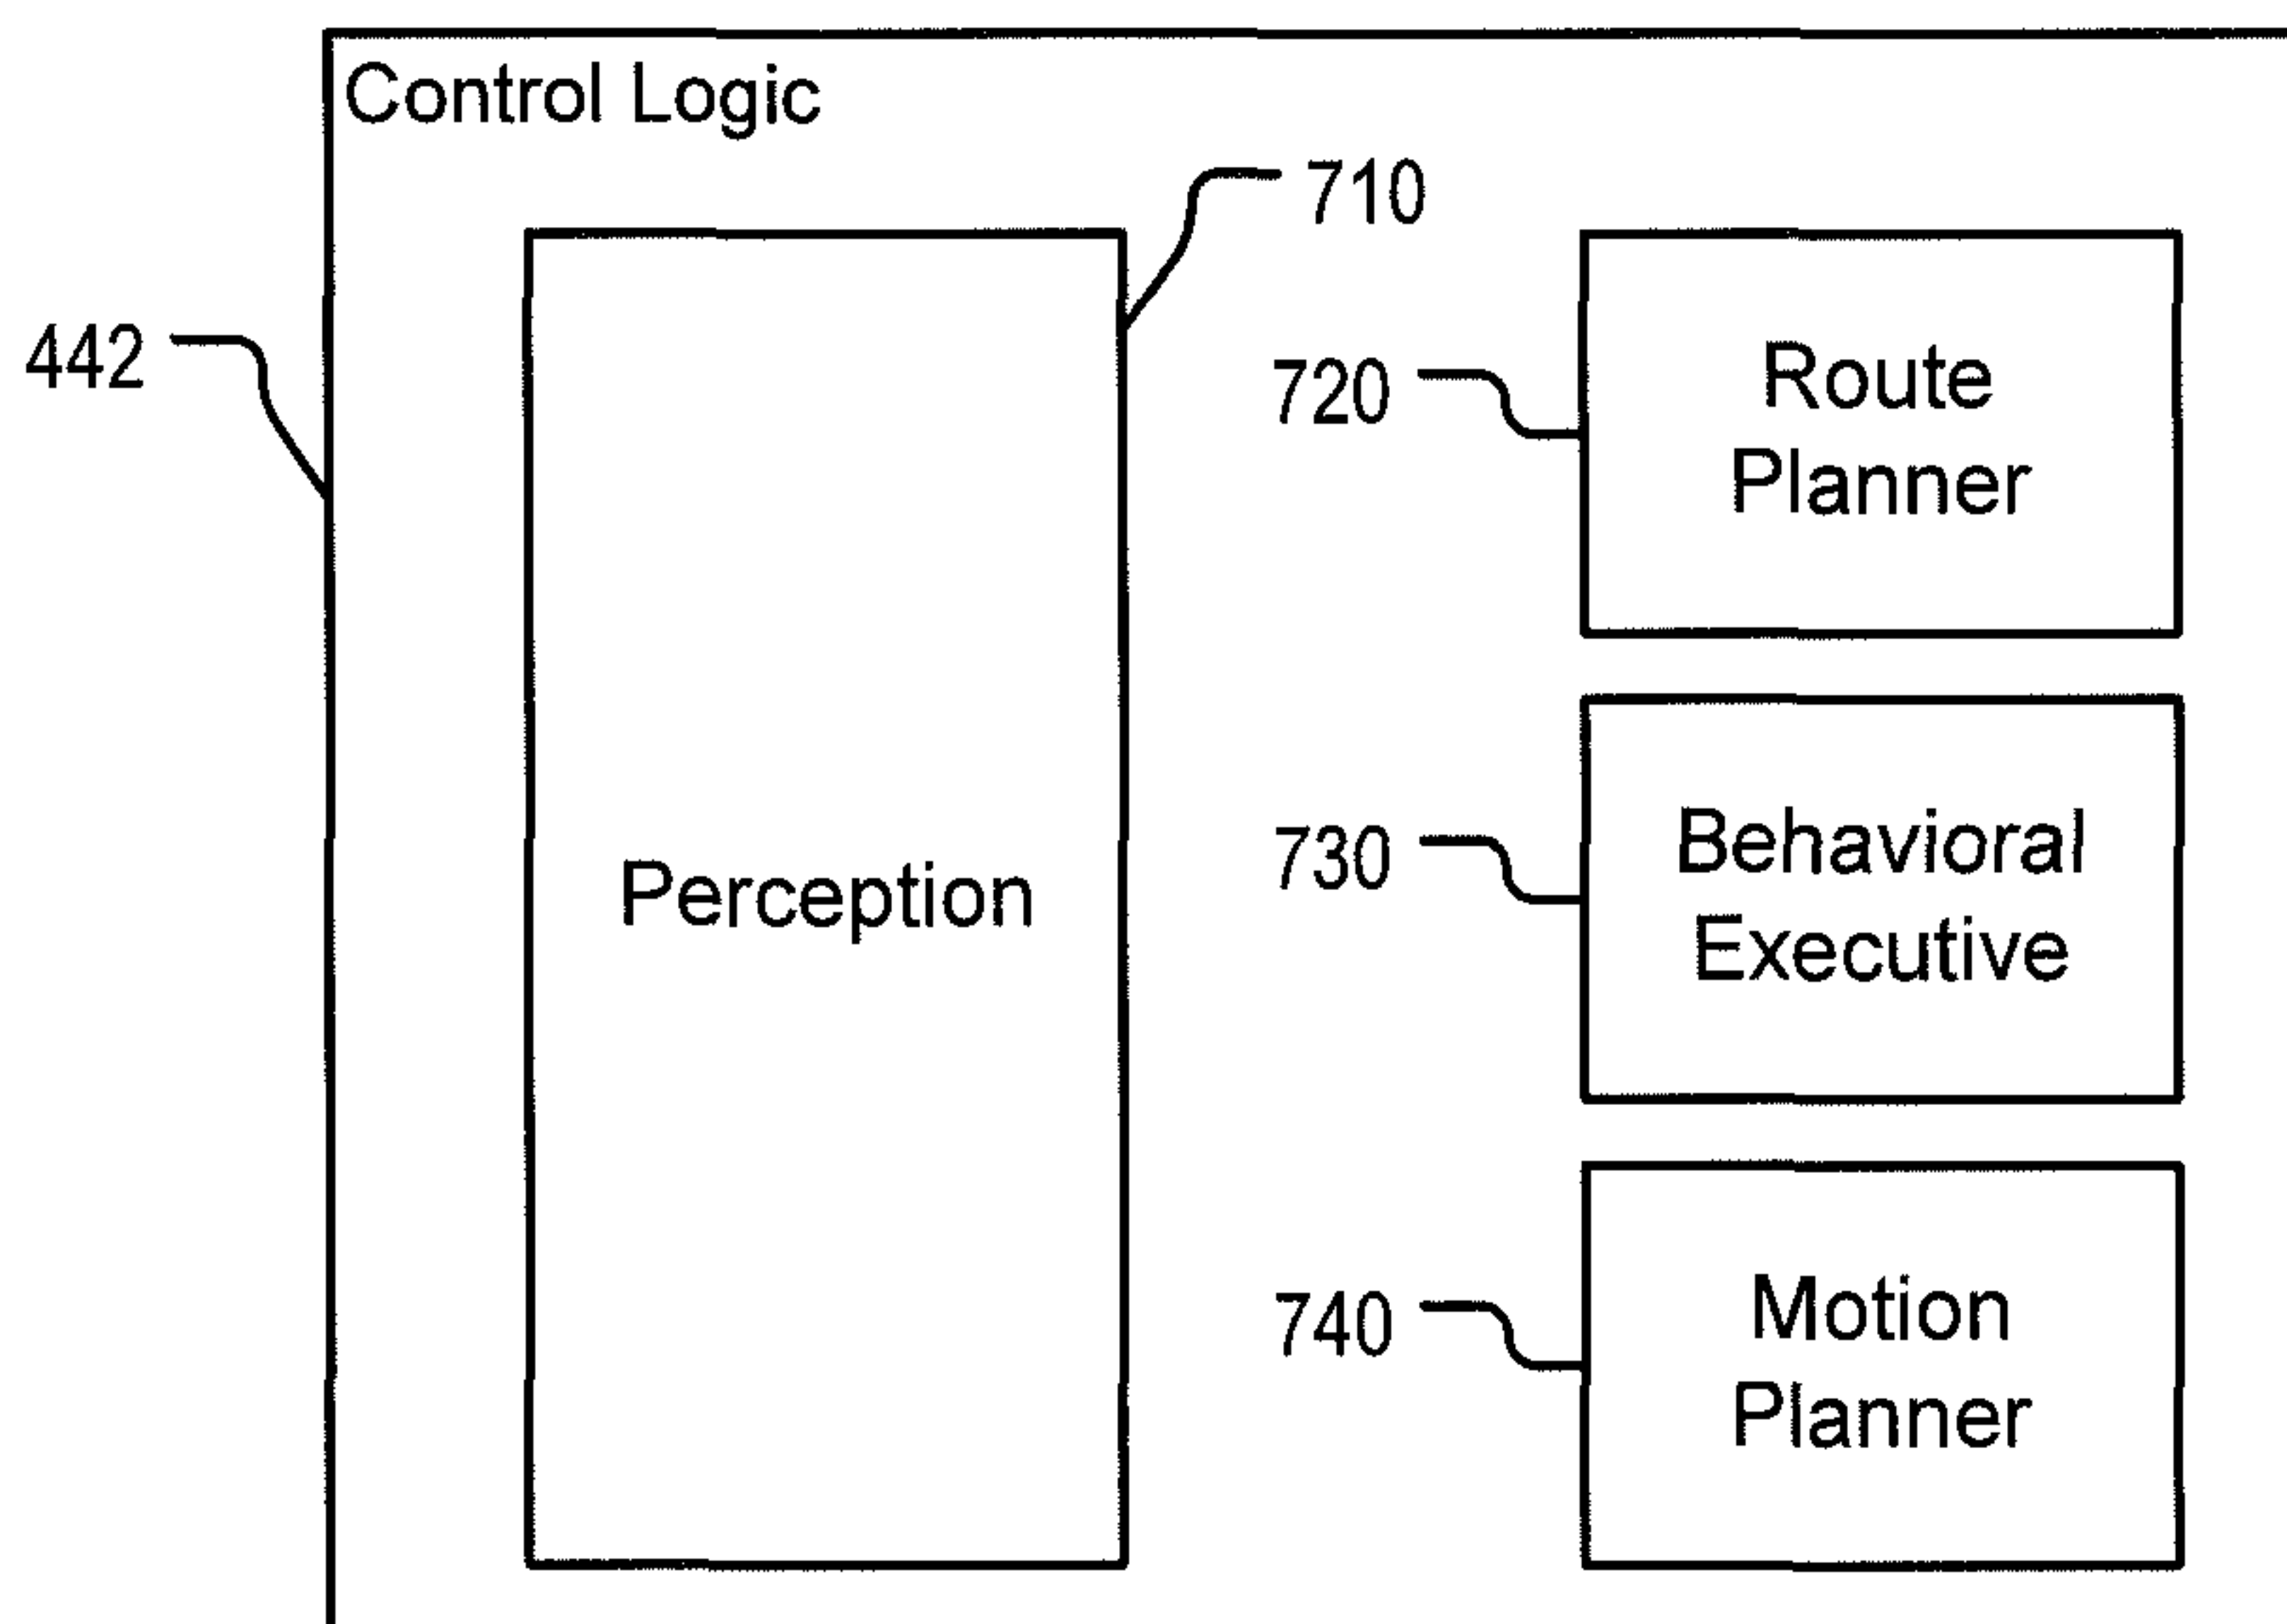 Control Logic
710
442
720
Route
Planner
Perception
730
Behavioral
Executive
740
Motion
Planner